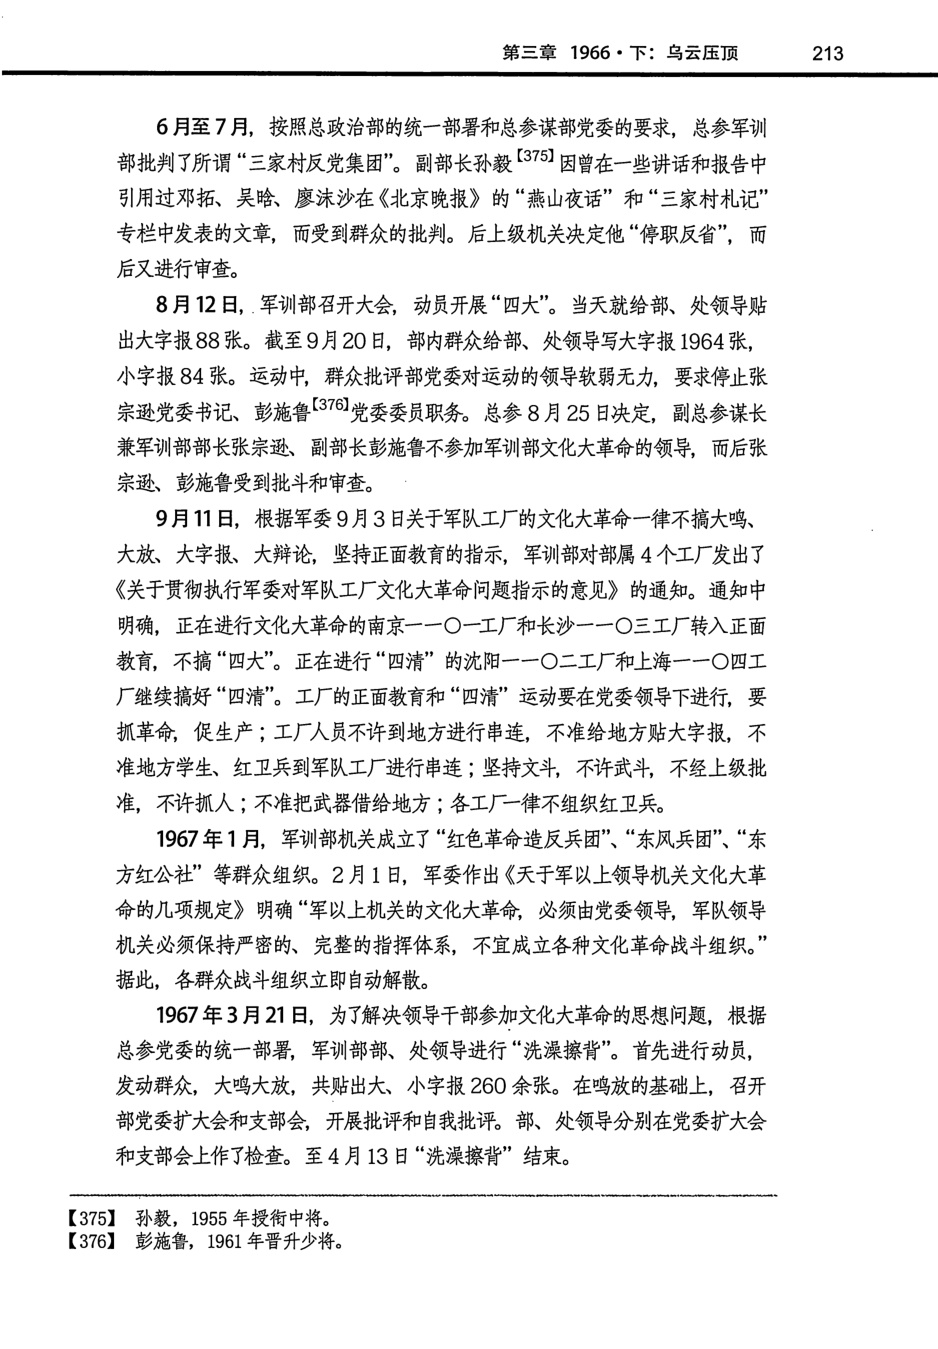 第三章 1966·下：乌云压顶 213
6月至7月，按照总政治部的统一部署和总参谋部党委的要求，总参军训
部批判了所谓“三家村反党集团”。副部长孙毅【375】因曾在一些讲话和报告中
引用过邓拓、吴晗、廖沫沙在《北京晚报》的“燕山夜话”和“三家村札记”
专栏中发表的文章，而受到群众的批判。后上级机关决定他“停职反省”，而
后又进行审查。
8月12日，军训部召开大会，动员开展“四大”。当天就给部、处领导贴
出大字报88张。截至9月20日，部内群众给部、处领导写大字报1964张，
小字报84张。运动中，群众批评部党委对运动的领导软弱无力，要求停止张
宗逊党委书记、彭施鲁【376】党委委员职务。总参8月25日决定，副总参谋长
兼军训部部长张宗逊、副部长彭施鲁不参加军训部文化大革命的领导，而后张
宗逊、彭施鲁受到批斗和审查。
9月11日，根据军委9月3日关于军队工厂的文化大革命一律不搞大鸣、
大放、大字报、大辩论，坚持正面教育的指示，军训部对部属4个工厂发出了
《关于贯彻执行军委对军队工厂文化大革命问题指示的意见》的通知。通知中
明确，正在进行文化大革命的南京一一〇一工厂和长沙一一〇三工厂转入正面
教育，不搞“四大”。正在进行“四清”的沈阳一一〇二工厂和上海一一〇四工
厂继续搞好“四清”。工厂的正面教育和“四清”运动要在党委领导下进行，要
抓革命，促生产；工厂人员不许到地方进行串连，不准给地方贴大字报，不
准地方学生、红卫兵到军队工厂进行串连；坚持文斗，不许武斗，不经上级批
准，不许抓人；不准把武器借给地方；各工厂一律不组织红卫兵。
1967年1月，军训部机关成立了“红色革命造反兵团”、“东风兵团”、“东
方红公社”等群众组织。2月1日，军委作出《天于军以上领导机关文化大革
命的几项规定》明确“军以上机关的文化大革命，必须由党委领导，军队领导
机关必须保持严密的、完整的指挥体系，不宜成立各种文化革命战斗组织。”
据此，各群众战斗组织立即自动解散。
1967年3月21日，为了解决领导干部参加文化大革命的思想问题，根据
总参党委的统一部署，军训部部、处领导进行“洗澡擦背”。首先进行动员，
发动群众，大鸣大放，共贴出大、小字报260余张。在鸣放的基础上，召开
部党委扩大会和支部会，开展批评和自我批评。部、处领导分别在党委扩大会
和支部会上作了检查。至4月13日“洗澡擦背”结束。
【375】 孙毅，1955年授衔中将。
【376】 彭施鲁，1961年晋升少将。